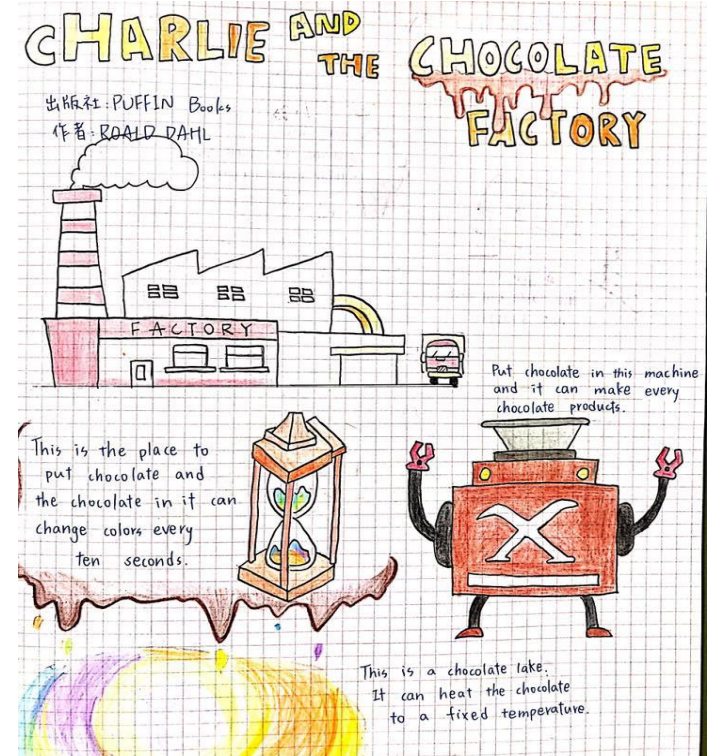 CHARLIE AND THE CHOCOLATE FACTORY
出版社:PUFFIN Books
作者:ROALD DAHL
FACTORY
Put chocolate in this machine
and it can make every
chocolate products.
This is the place to
put chocolate and
the chocolate in it can
change colors every
ten seconds.
X
This is a chocolate lake.
It can heat the chocolate
to a fixed temperature.